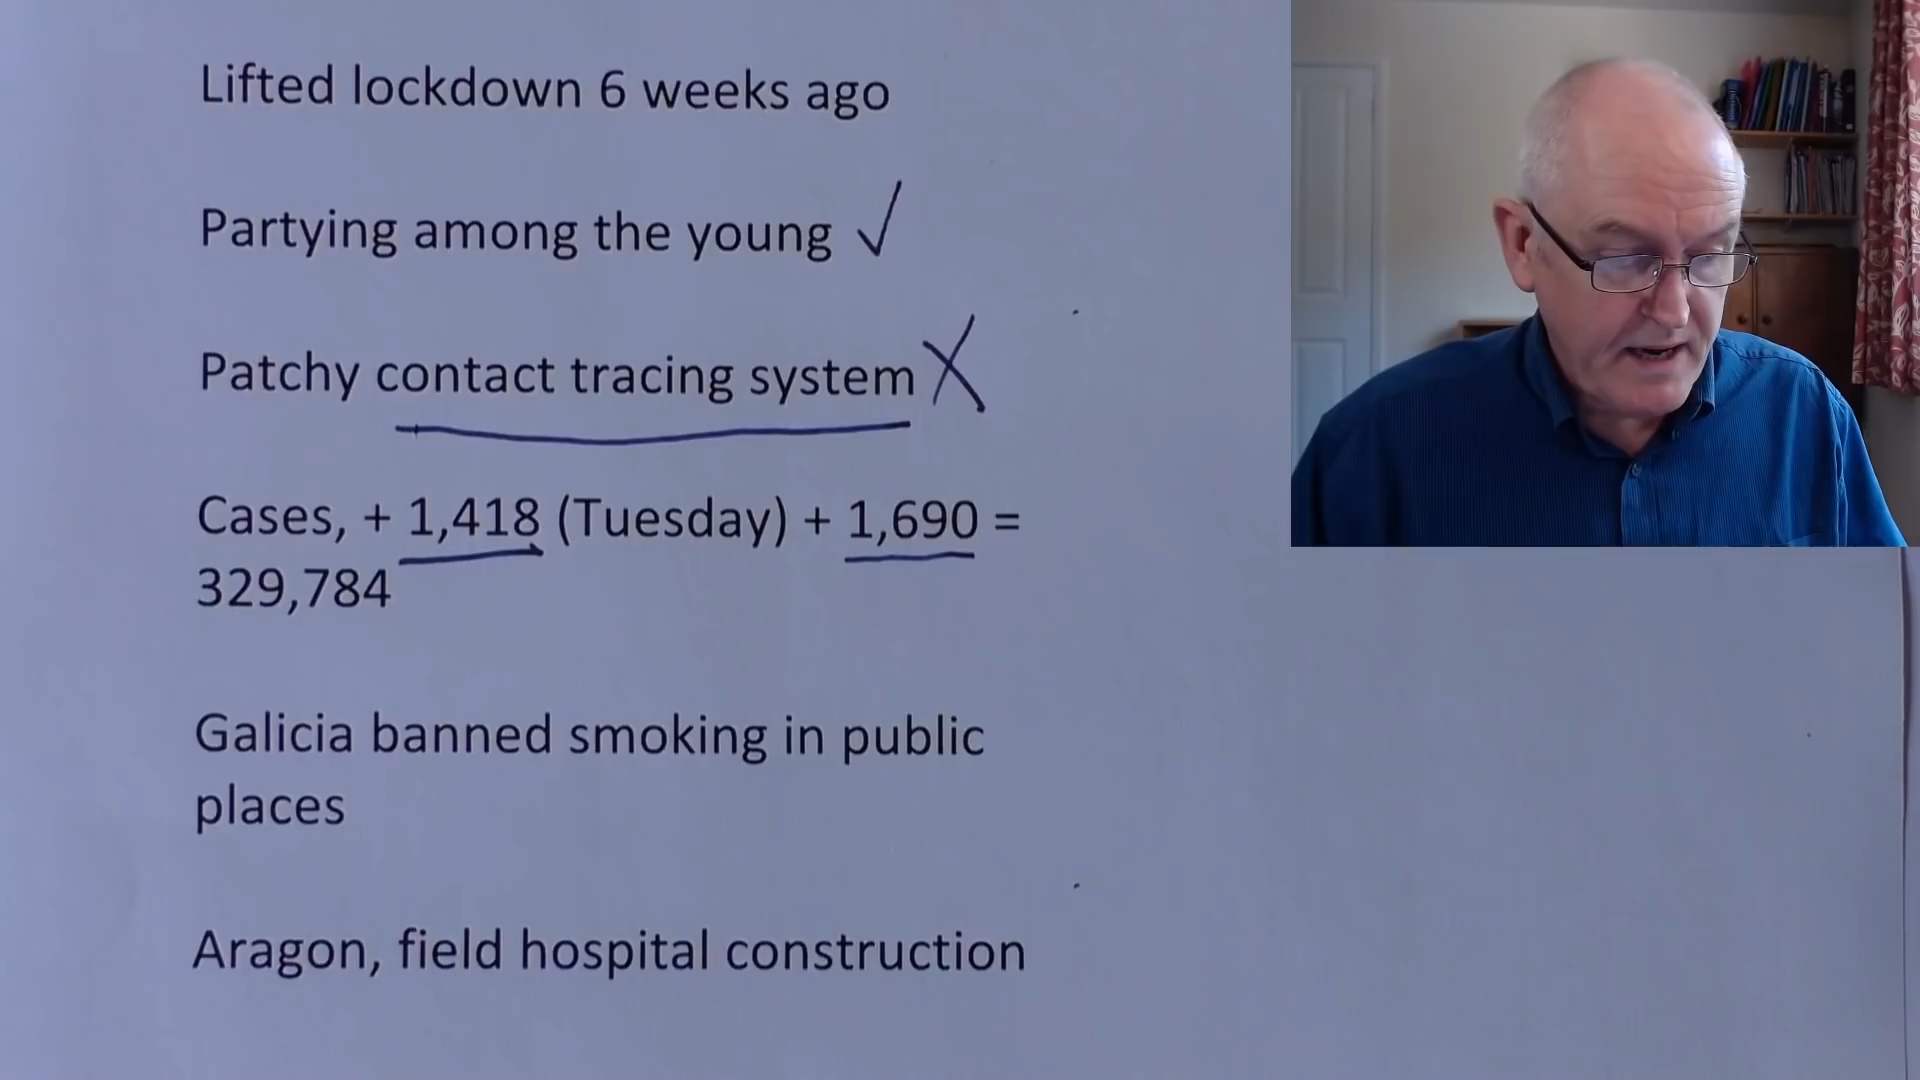 Lifted lockdown 6 weeks ago
Partying among the young ✓
Patchy contact tracing system X
Cases, + 1,418 (Tuesday) + 1,690 =
329,784
Galicia banned smoking in public
places
Aragon, field hospital construction